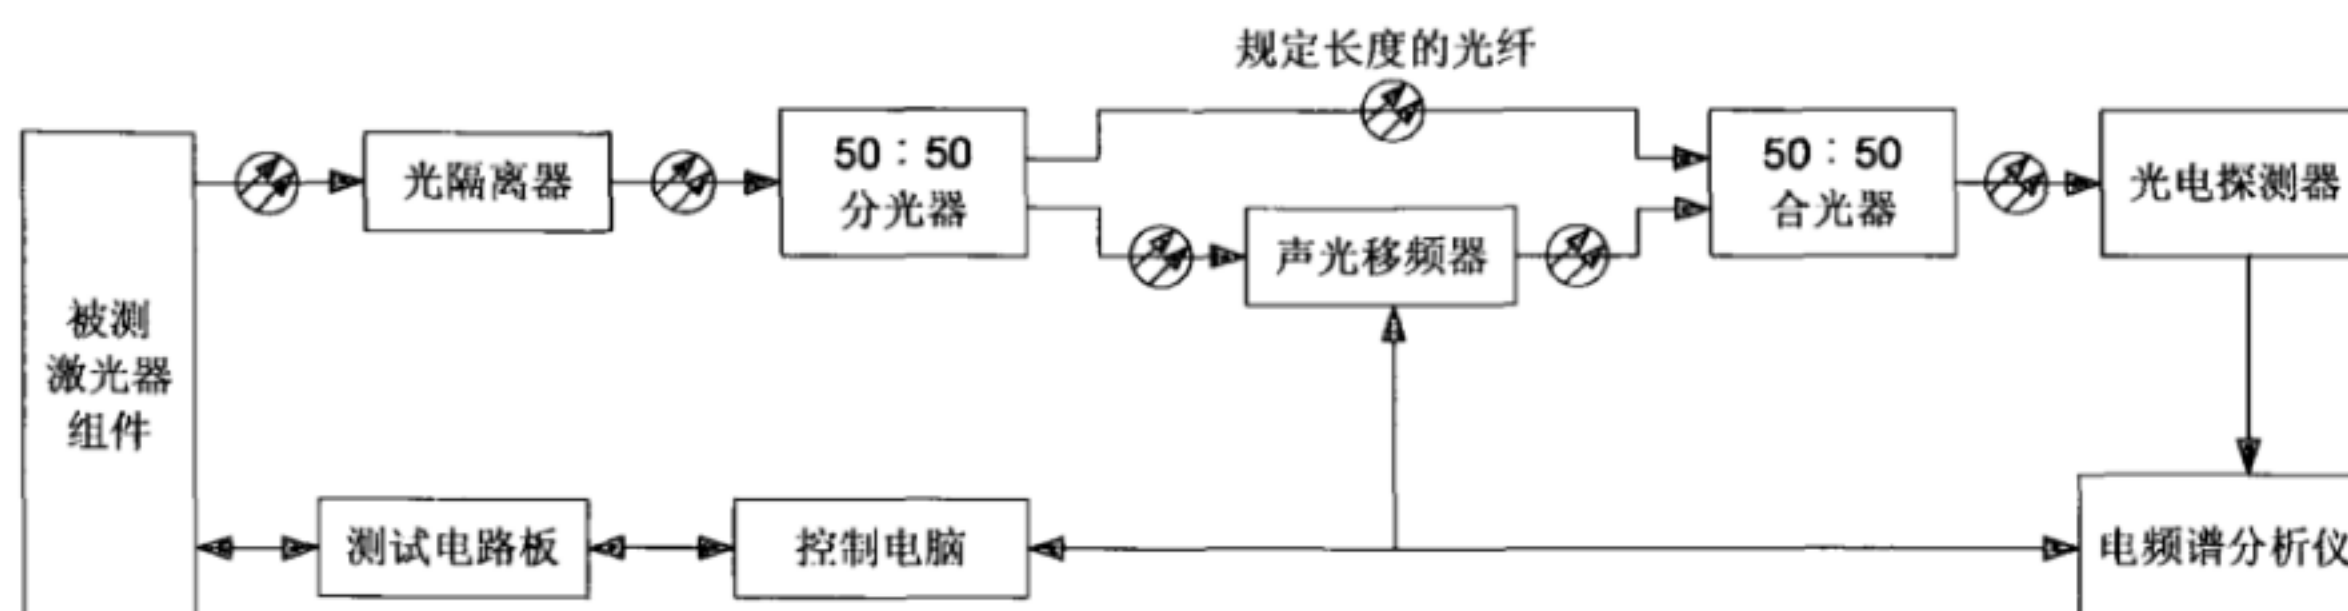 规定长度的光纤
光隔离器
50：50
分光器
50：50
合光器
光电探测器
声光移频器
被测
激光器
组件
测试电路板
控制电脑
电频谱分析仪